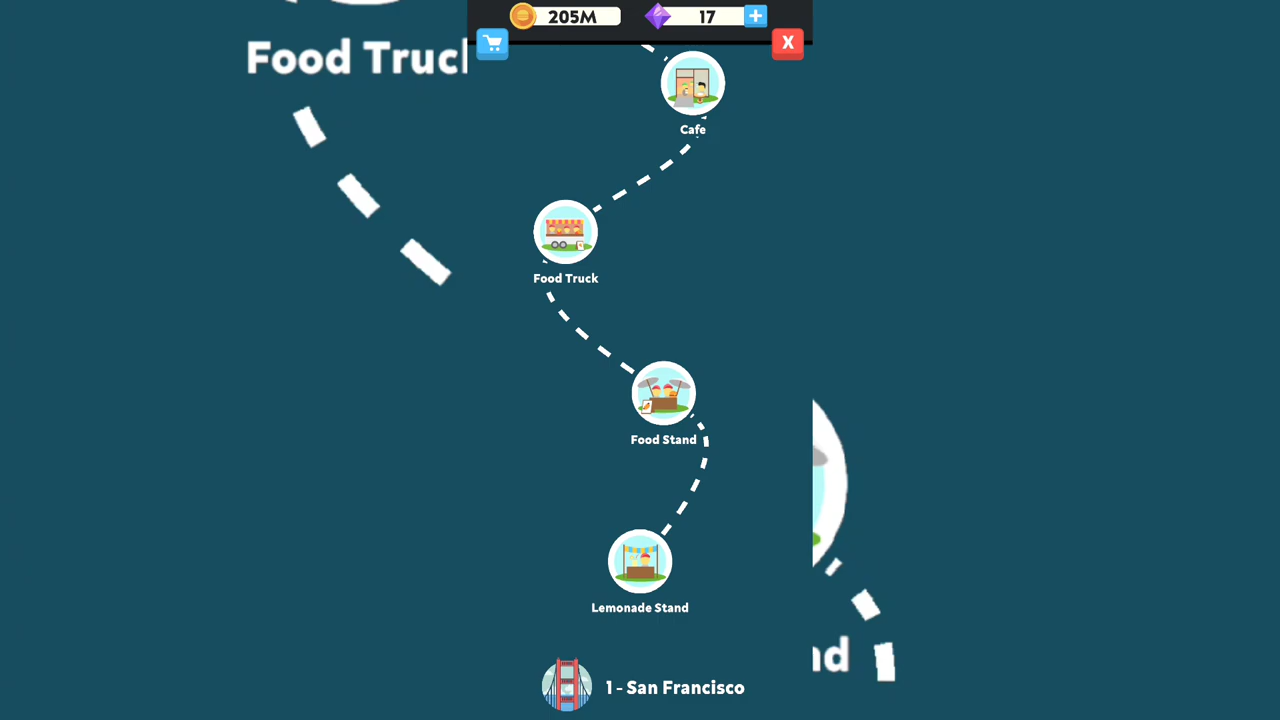 205M
17
X
Food Truc
Cafe
Food Truck
Food Stand
Lemonade Stand
nd
1 - San Francisco